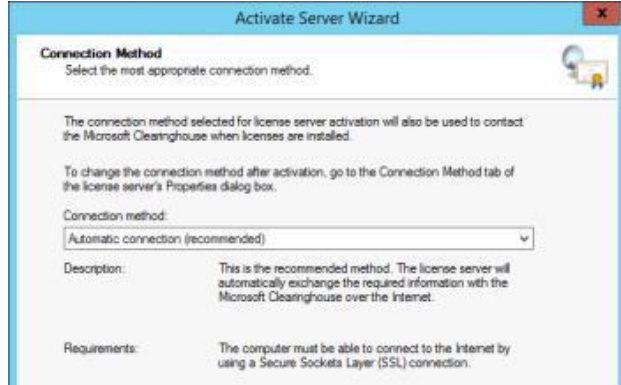 Activate Server Wizard
x
Connection Method
Select the most appropriate connection method.
The connection method selected for license server activation will also be used to contact
the Microsoft Clearinghouse when licenses are installed.
To change the connection method after activation, go to the Connection Method tab of
the license server's Properties dialog box.
Connection method:
Automatic connection (recommended)
Description: This is the recommended method. The license server will
automatically exchange the required information with the
Microsoft Clearinghouse over the Internet.
Requirements: The computer must be able to connect to the Internet by
using a Secure Sockets Layer (SSL) connection.